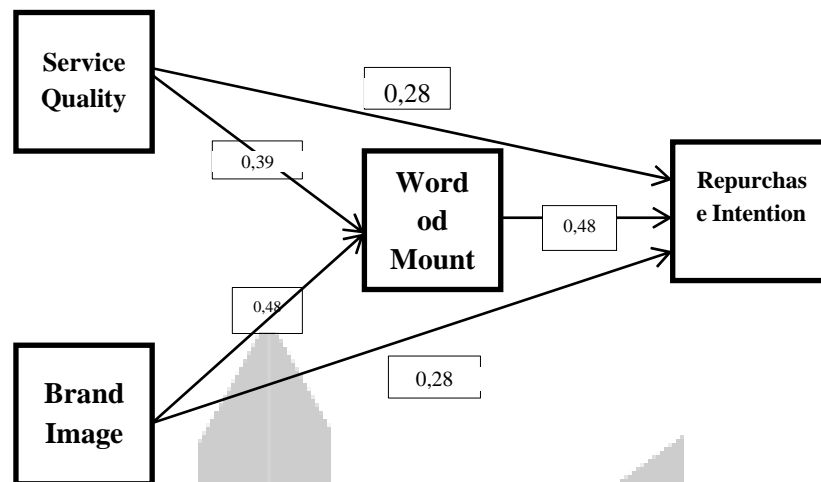 Service
Quality
0,28
0,39
Word
od
Mount
Repurchas
e Intention
0,48
0,48
0,28
Brand
Image